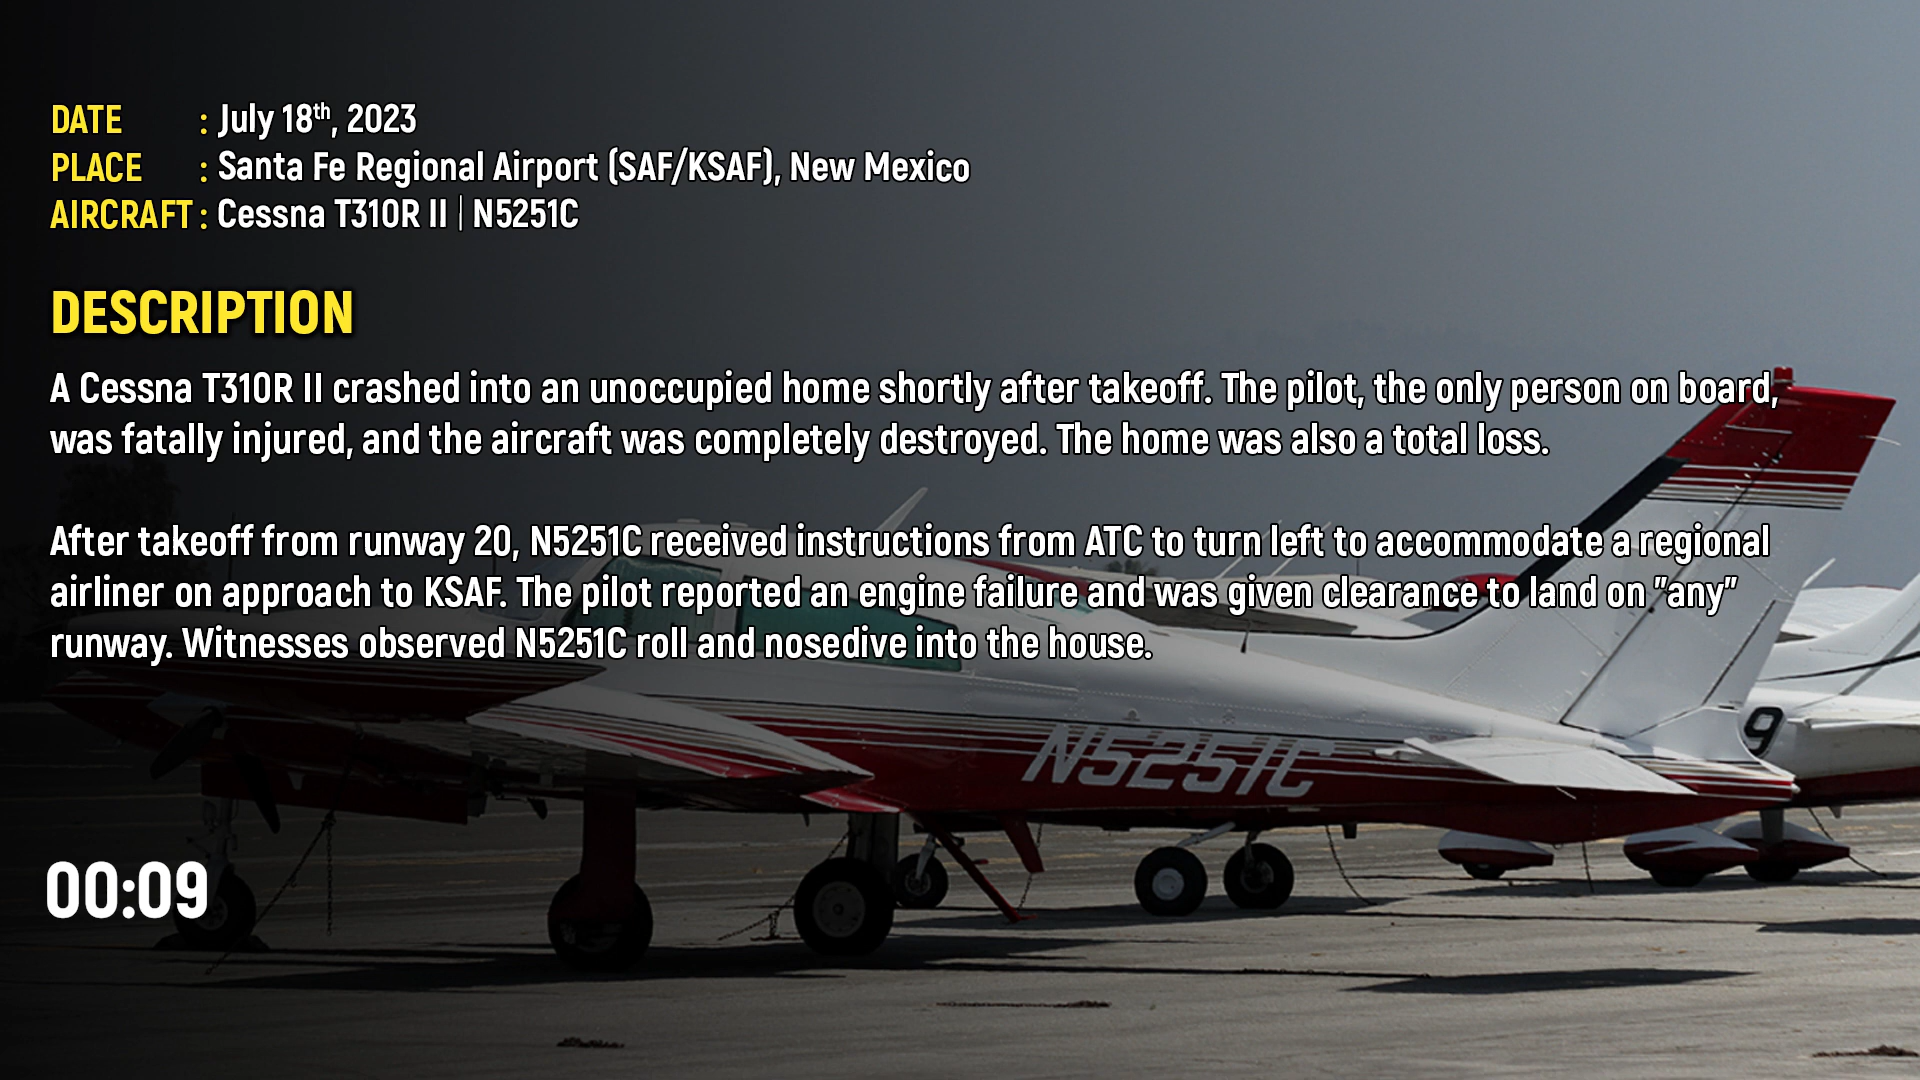 DATE : July 18th, 2023
PLACE : Santa Fe Regional Airport (SAF/KSAF), New Mexico
AIRCRAFT : Cessna T310R II | N5251C
DESCRIPTION
A Cessna T310R II crashed into an unoccupied home shortly after takeoff. The pilot, the only person on board,
was fatally injured, and the aircraft was completely destroyed. The home was also a total loss.
After takeoff from runway 20, N5251C received instructions from ATC to turn left to accommodate a regional
airliner on approach to KSAF. The pilot reported an engine failure and was given clearance to land on "any"
runway. Witnesses observed N5251C roll and nosedive into the house.
9
N5251C
00:09